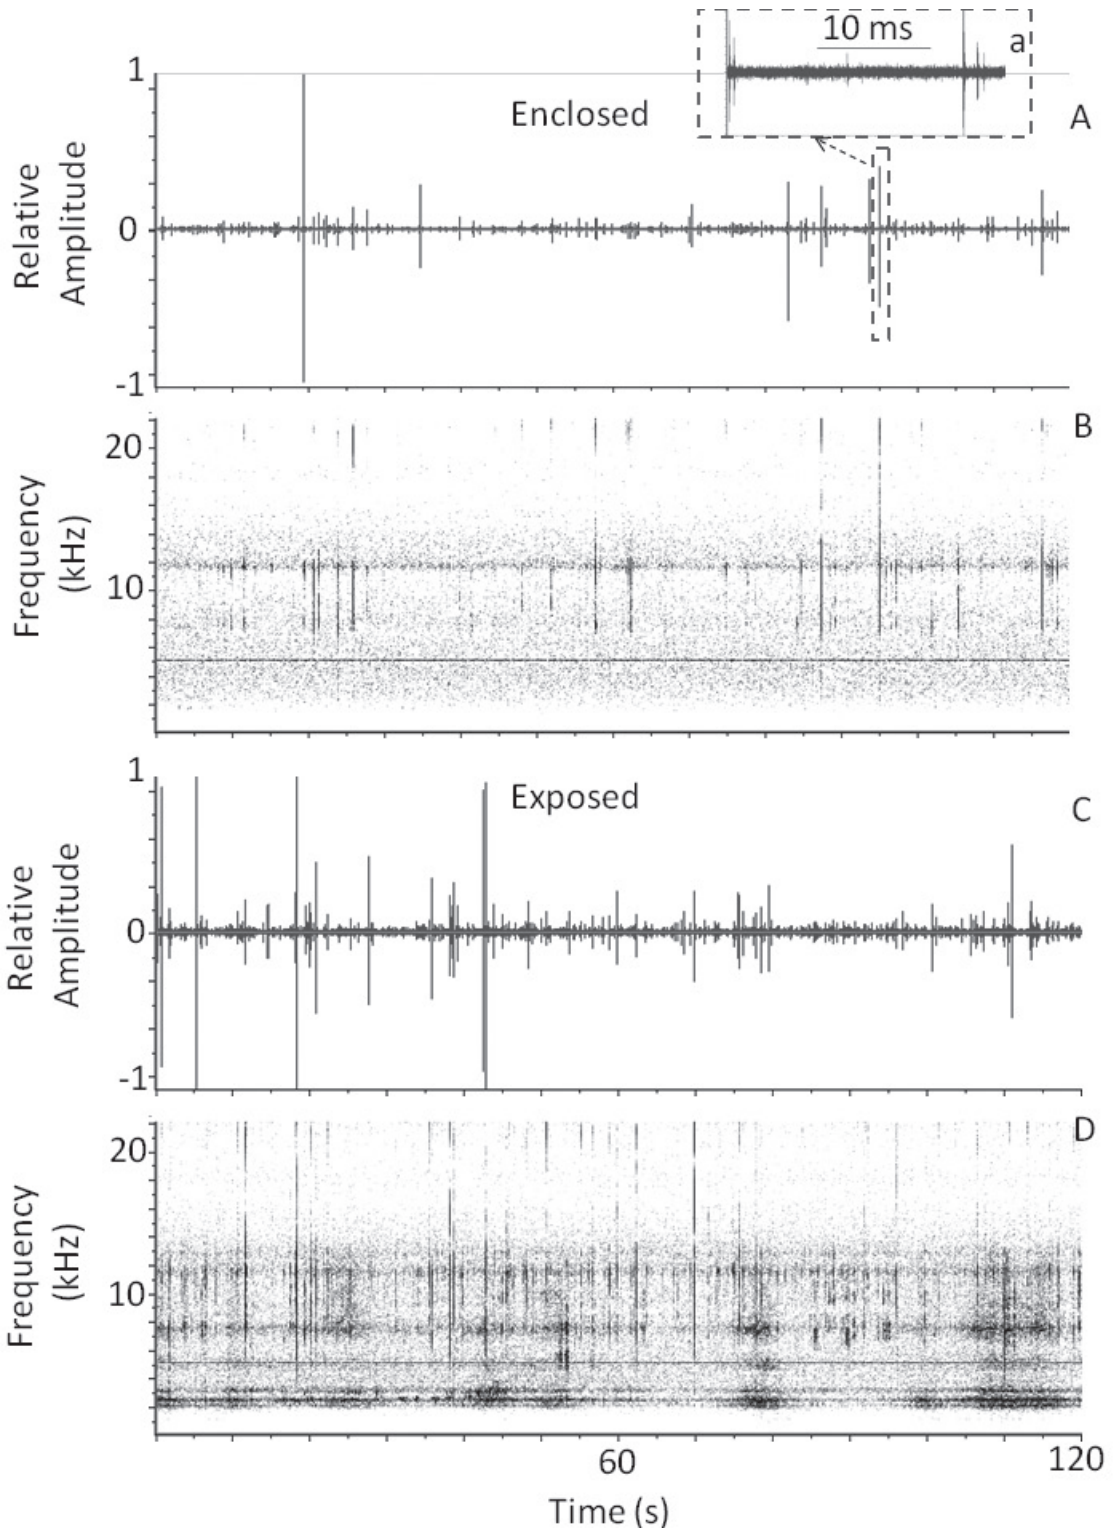 10 ms
a
1
Enclosed
A
Relative
Amplitude
0
-1
B
20
Frequency
(kHz)
10
1
Exposed
C
Relative
Amplitude
0
-1
D
20
Frequency
(kHz)
10
60
120
Time (s)